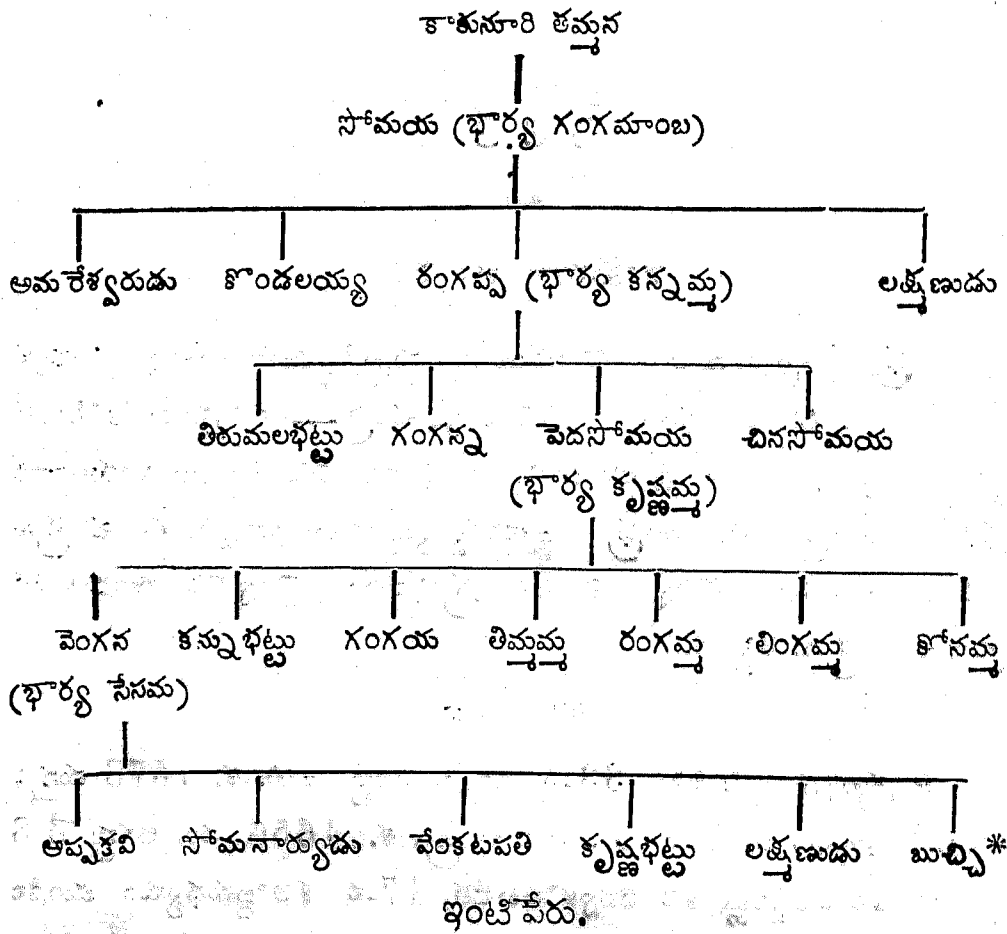 కాకునూరి తమ్మన
సోమయ (భార్య గంగమాంబ)
అమరేశ్వరుడు కొండలయ్య రంగప్ప (భార్య కన్నమ్మ) లక్ష్మణుడు
తిరుమలభట్టు గంగన్న పెదసోమయ చినసోమయ
(భార్య కృష్ణమ్మ)
వెంగన కన్నుభట్టు గంగయ తిమ్మమ్మ రంగమ్మ లింగమ్మ కోనమ్మ
(భార్య సేసమ)
అప్పకవి సోమనార్యుడు వేంకటపతి కృష్ణభట్టు లక్ష్మణుడు బుచ్చి*
ఇంటి పేరు.